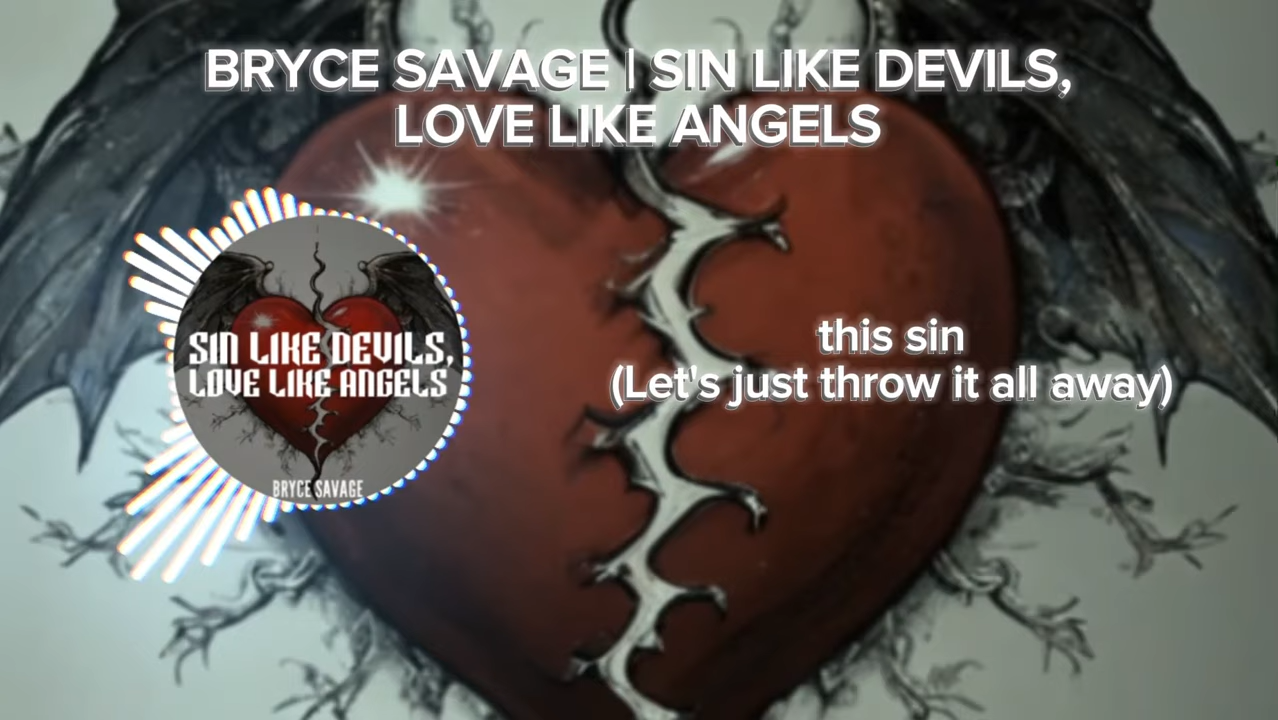 BRYCE SAVAGE | SIN LIKE DEVILS,
LOVE LIKE ANGELS
SIN LIKE DEVILS,
LOVE LIKE ANGELS
BRYCE SAVAGE
this sin
(Let's just throw it all away)